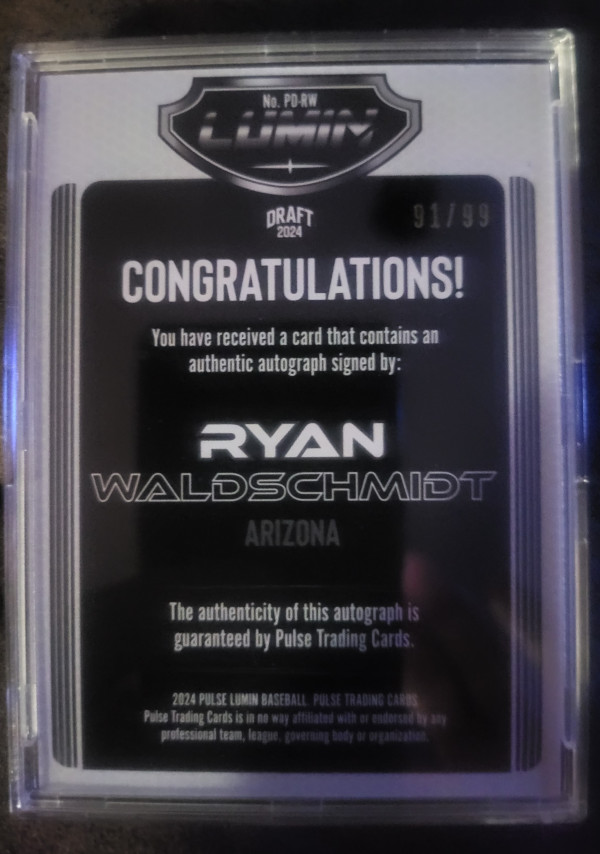 No. PD-RW
LUMIN
DRAFT
2024
91/99
CONGRATULATIONS!
You have received a card that contains an
authentic autograph signed by:
RYAN
WALDSCHMIDT
ARIZONA
The authenticity of this autograph is
guaranteed by Pulse Trading Cards.
2024 PULSE LUMIN BASEBALL. PULSE TRADING CARDS
Pulse Trading Cards is in no way affiliated with or endorsed by any
professional team, league, governing body or organization.